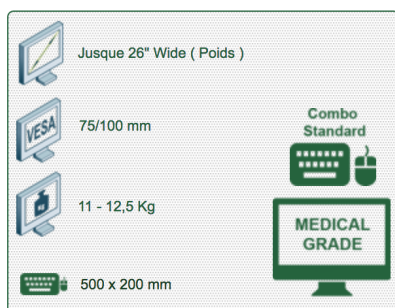 Jusque 26" Wide ( Poids )
VESA
75/100 mm
KG
11 - 12,5 Kg
500 x 200 mm
Combo
Standard
MEDICAL
GRADE